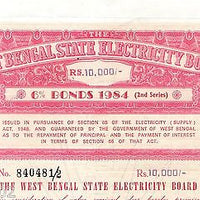 THE
T BENGAL STATE ELECTRICITY BO
RS.10,000/-
6% BONDS 1984 (2nd Series)
ISSUED IN PURSUANCE OF SECTION 65 OF THE ELECTRICITY (SUPPLY)
ACT, 1948, AND GUARANTEED BY THE GOVERNMENT OF WEST BENGAL
AS TO THE REPAYMENT OF PRINCIPAL AND PAYMENT OF INTEREST
IN TERMS OF SECTION 66 OF THAT ACT.
No. 840481/2 RS.10,000/-
THE WEST BENGAL STATE ELECTRICITY BOARD